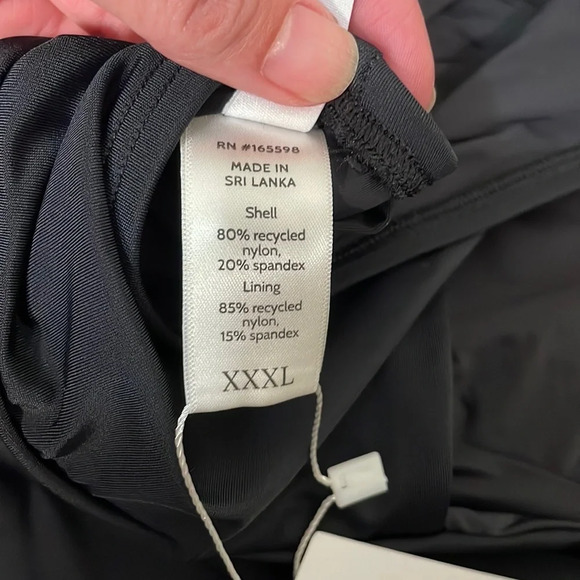 RN #165598
MADE IN
SRI LANKA
Shell
80% recycled
nylon,
20% spandex
Lining
85% recycled
nylon,
15% spandex
XXXL